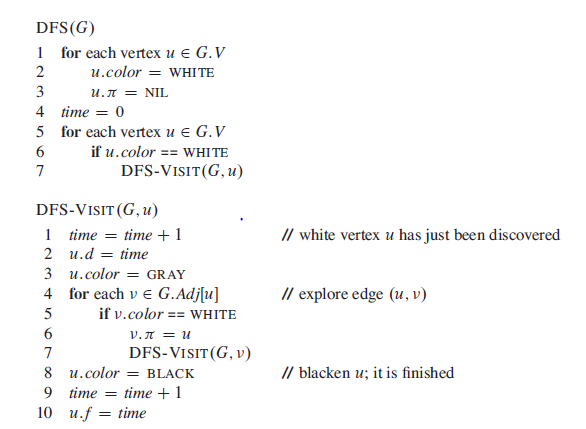 DFS(G)
1 for each vertex u ∈ G.V
2 u.color = WHITE
3 u.π = NIL
4 time = 0
5 for each vertex u ∈ G.V
6 if u.color == WHITE
7 DFS-VISIT(G, u)
DFS-VISIT(G, u)
1 time = time + 1 // white vertex u has just been discovered
2 u.d = time
3 u.color = GRAY
4 for each v ∈ G.Adj[u] // explore edge (u, v)
5 if v.color == WHITE
6 v.π = u
7 DFS-VISIT(G, v)
8 u.color = BLACK // blacken u; it is finished
9 time = time + 1
10 u.f = time